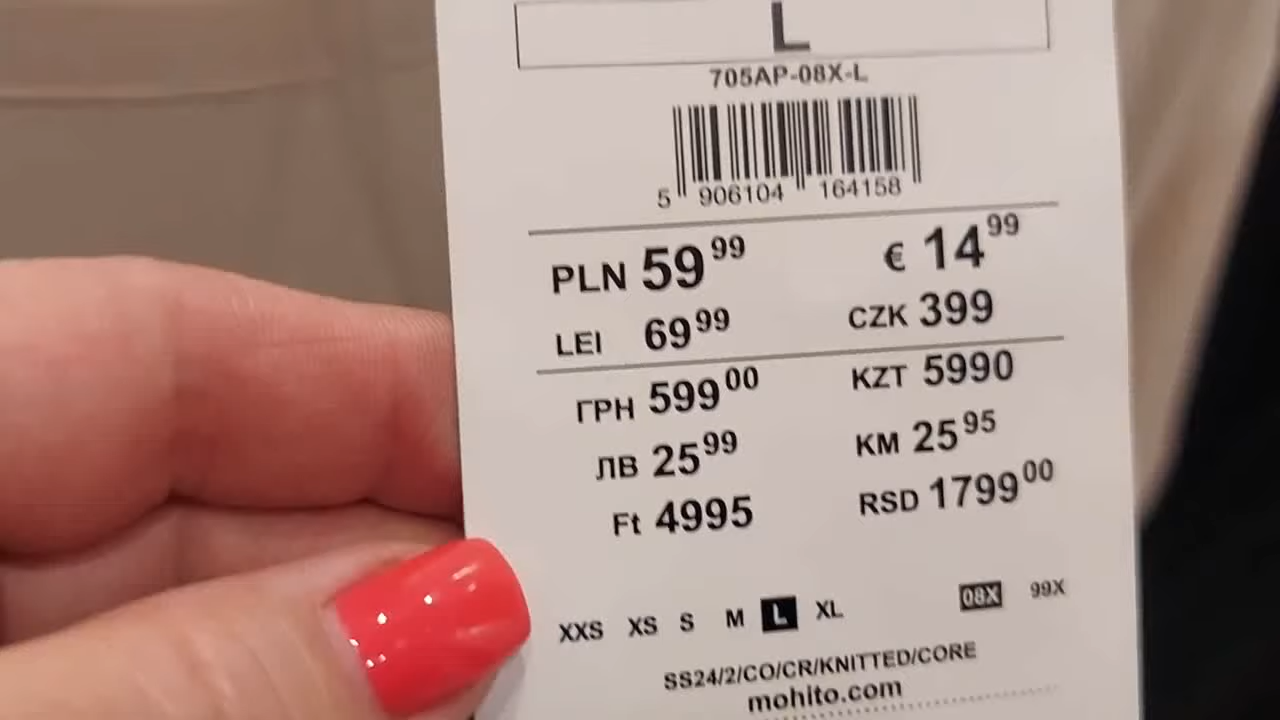 L
705AP-08X-L
5 906104 164158
PLN 59 99 € 14 99
LEI 69 99 CZK 399
ГРН 599 00 KZT 5990
ЛВ 25 99 KM 25 95
Ft 4995 RSD 1799 00
XXS XS S M L XL 08X 99X
SS24/2/CO/CR/KNITTED/CORE
mohito.com